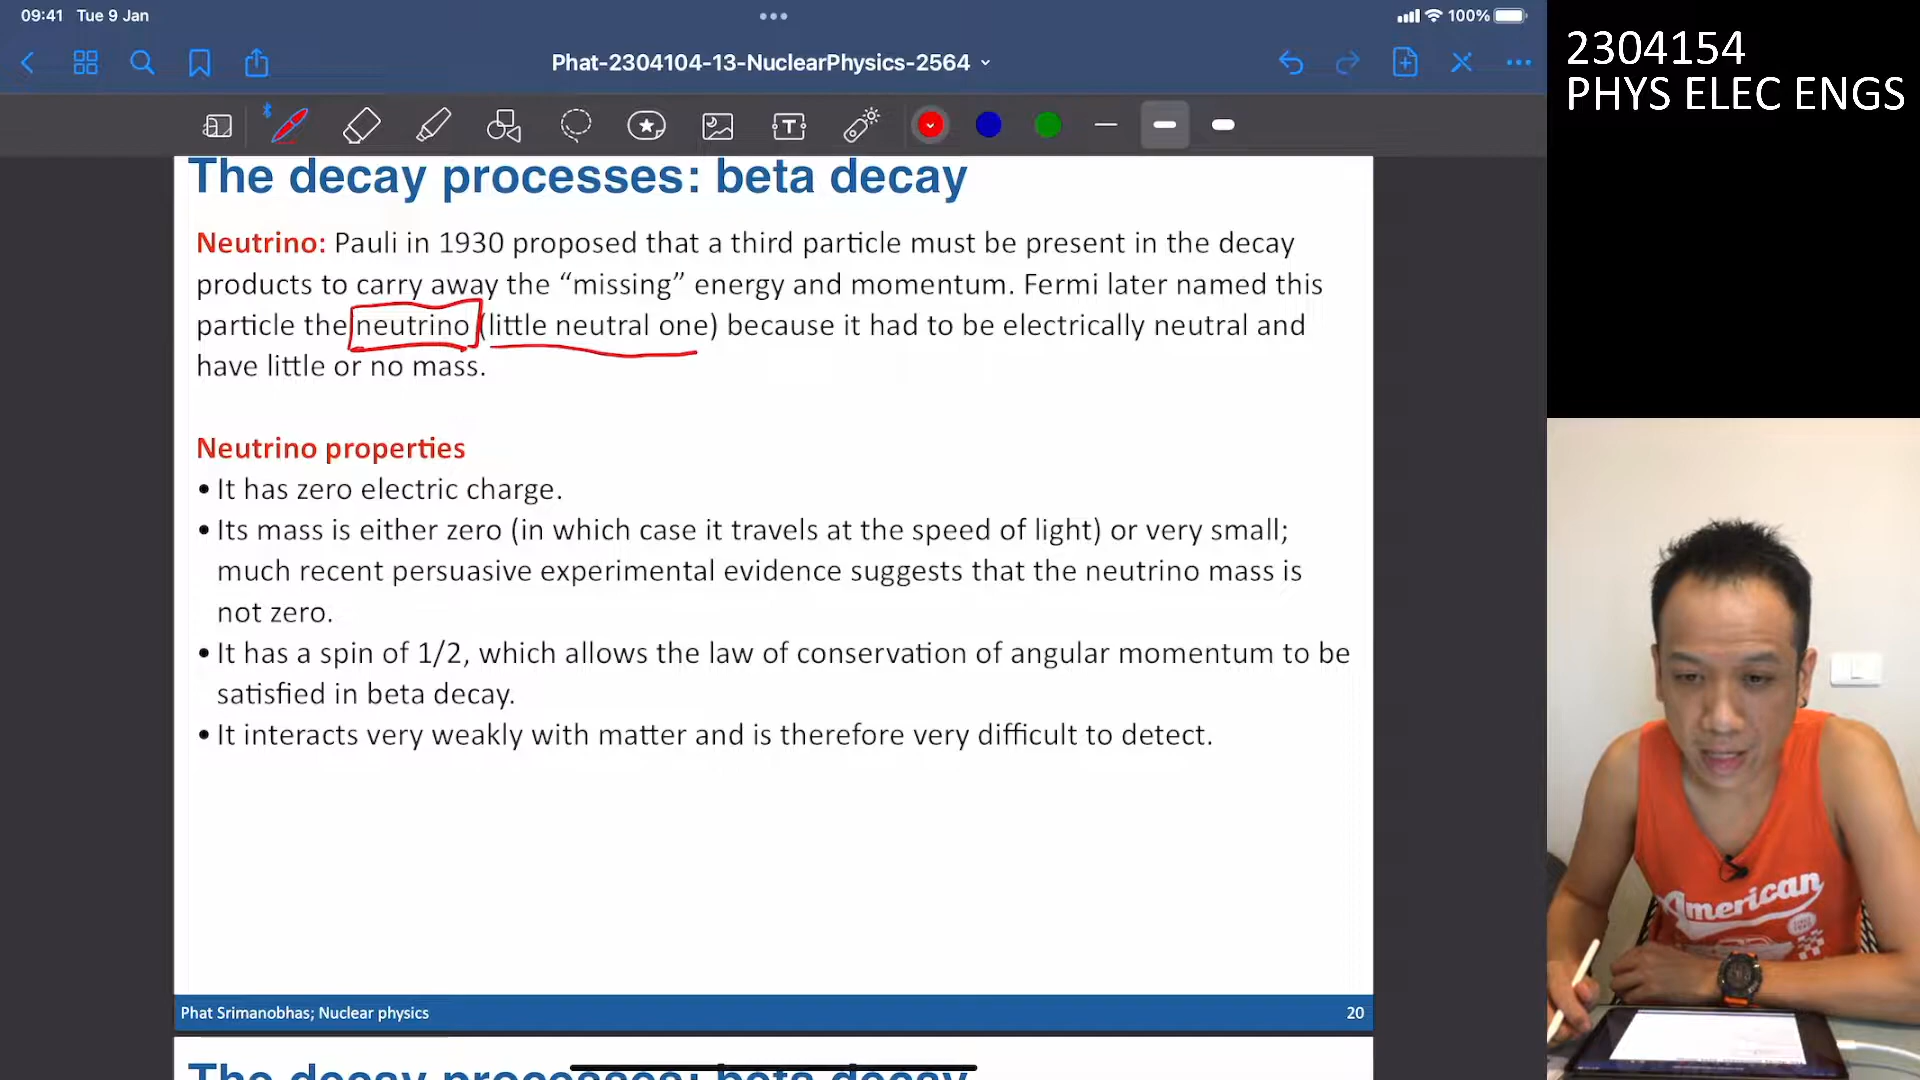 09:41 Tue 9 Jan
100%
Phat-2304104-13-NuclearPhysics-2564
2304154
PHYS ELEC ENGS
The decay processes: beta decay
Neutrino: Pauli in 1930 proposed that a third particle must be present in the decay
products to carry away the “missing” energy and momentum. Fermi later named this
particle the neutrino (little neutral one) because it had to be electrically neutral and
have little or no mass.
Neutrino properties
• It has zero electric charge.
• Its mass is either zero (in which case it travels at the speed of light) or very small;
much recent persuasive experimental evidence suggests that the neutrino mass is
not zero.
• It has a spin of 1/2, which allows the law of conservation of angular momentum to be
satisfied in beta decay.
• It interacts very weakly with matter and is therefore very difficult to detect.
Phat Srimanobhas; Nuclear physics 20
The decay processes: beta decay
American